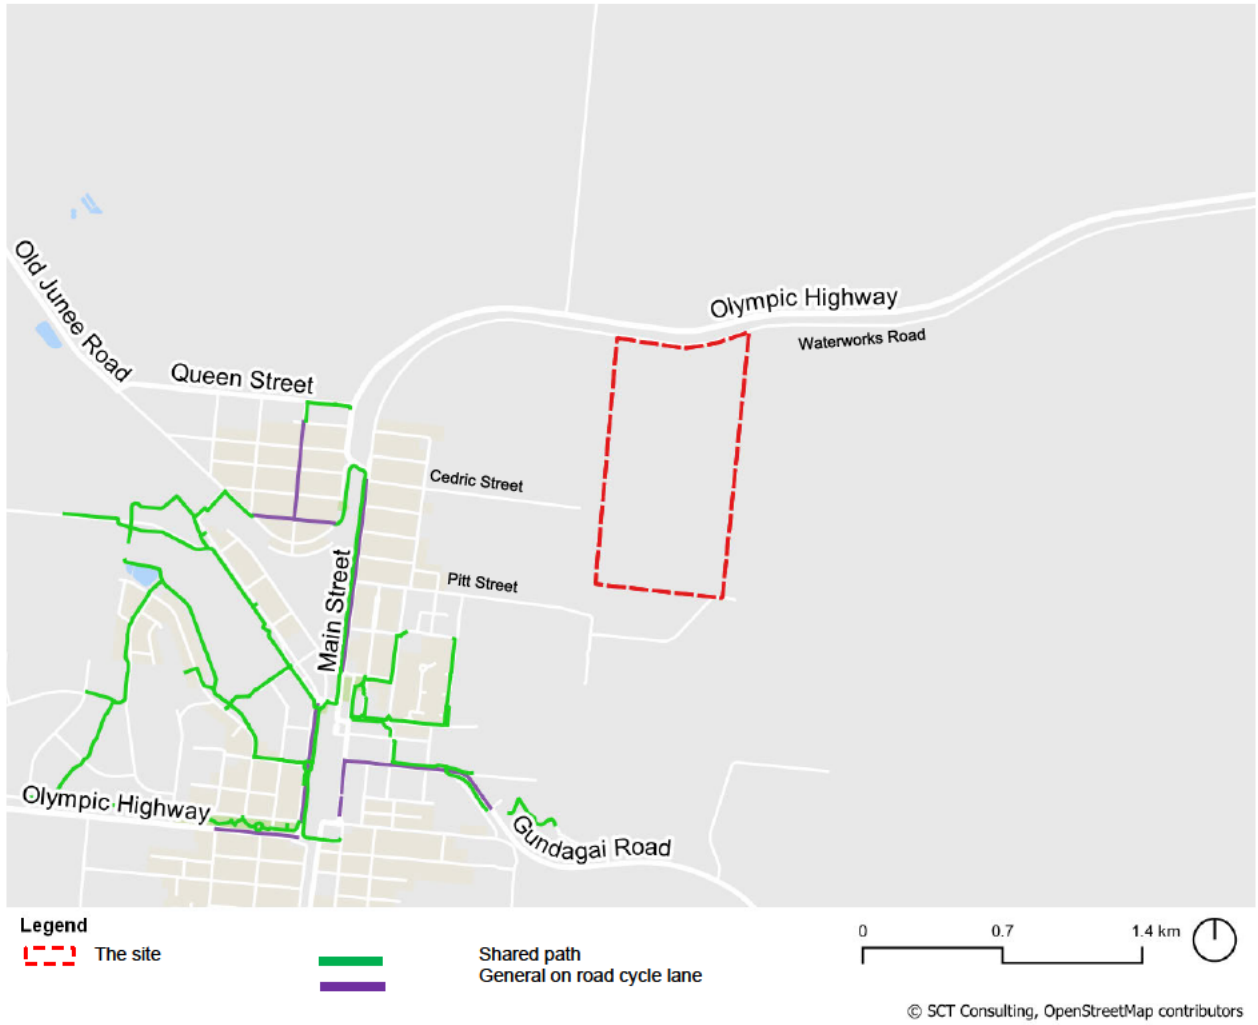 Old Junee Road
Olympic Highway
Waterworks Road
Queen Street
Cedric Street
Main Street
Pitt Street
Olympic Highway
Gundagai Road
Legend
The site
Shared path
General on road cycle lane
0 0.7 1.4 km
© SCT Consulting, OpenStreetMap contributors